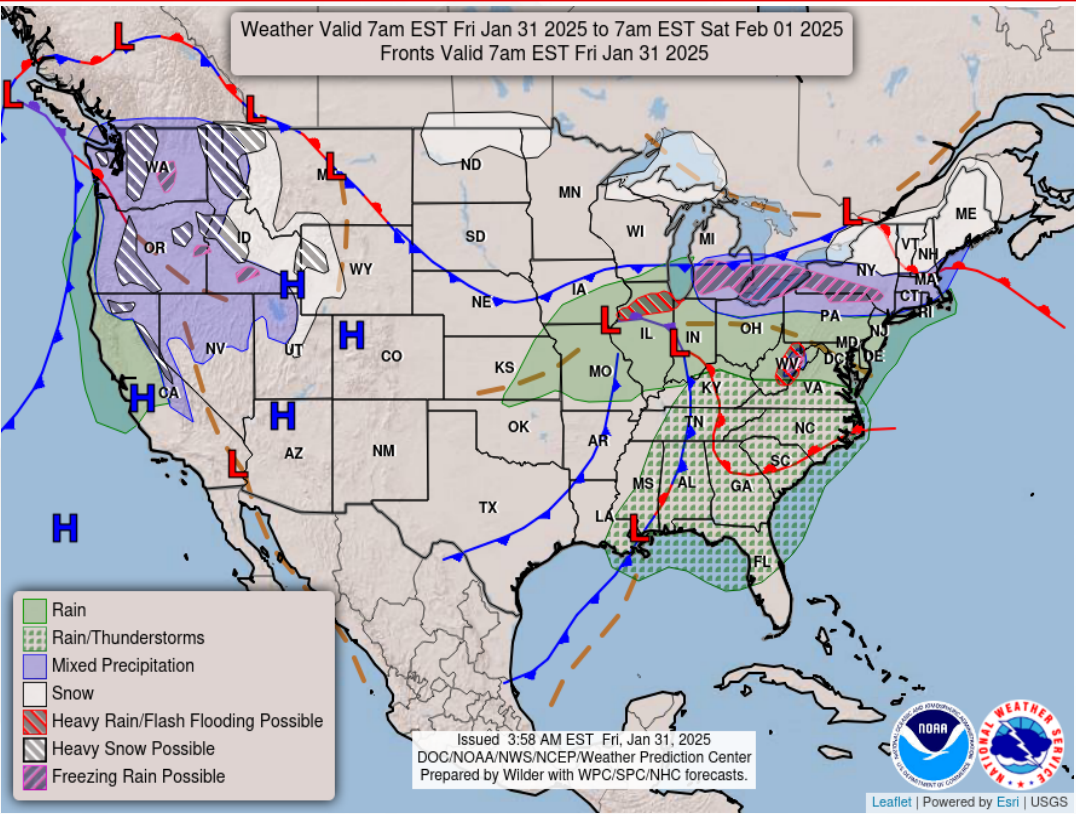 Weather Valid 7am EST Fri Jan 31 2025 to 7am EST Sat Feb 01 2025
Fronts Valid 7am EST Fri Jan 31 2025
L
L
L
L
WA
ND
M
MN
ME
L
OR
ID
SD
WI
MI
VT
NH
NY
MA
WY
H
NE
IA
CT
RI
H
NV
UT
CO
L
IL
IN
OH
PA
NJ
L
MD
DE
DC
WV
KS
MO
KY
VA
H
CA
H
OK
AR
TN
NC
AZ
NM
SC
L
MS
AL
GA
TX
LA
H
L
FL
Rain
Rain/Thunderstorms
Mixed Precipitation
Snow
Heavy Rain/Flash Flooding Possible
Heavy Snow Possible
Freezing Rain Possible
Issued 3:58 AM EST Fri, Jan 31, 2025
DOC/NOAA/NWS/NCEP/Weather Prediction Center
Prepared by Wilder with WPC/SPC/NHC forecasts.
NOAA
NATIONAL WEATHER SERVICE
Leaflet | Powered by Esri | USGS